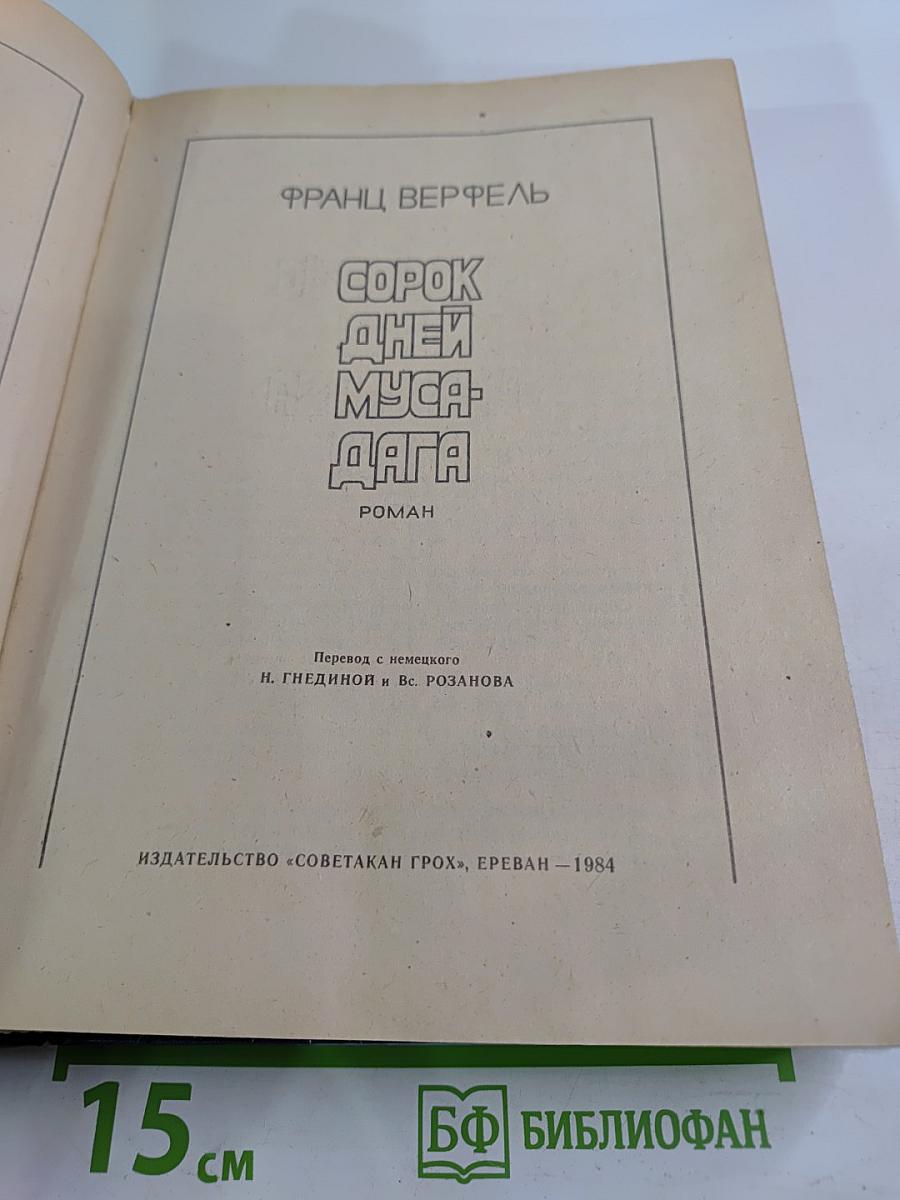 ФРАНЦ ВЕРФЕЛЬ
СОРОК
ДНЕЙ
МУСА-
ДАГА
РОМАН
Перевод с немецкого
Н. ГНЕДИНОЙ и Вс. РОЗАНОВА
ИЗДАТЕЛЬСТВО «СОВЕТАКАН ГРОХ», ЕРЕВАН — 1984
15 см
БФ БИБЛИОФАН